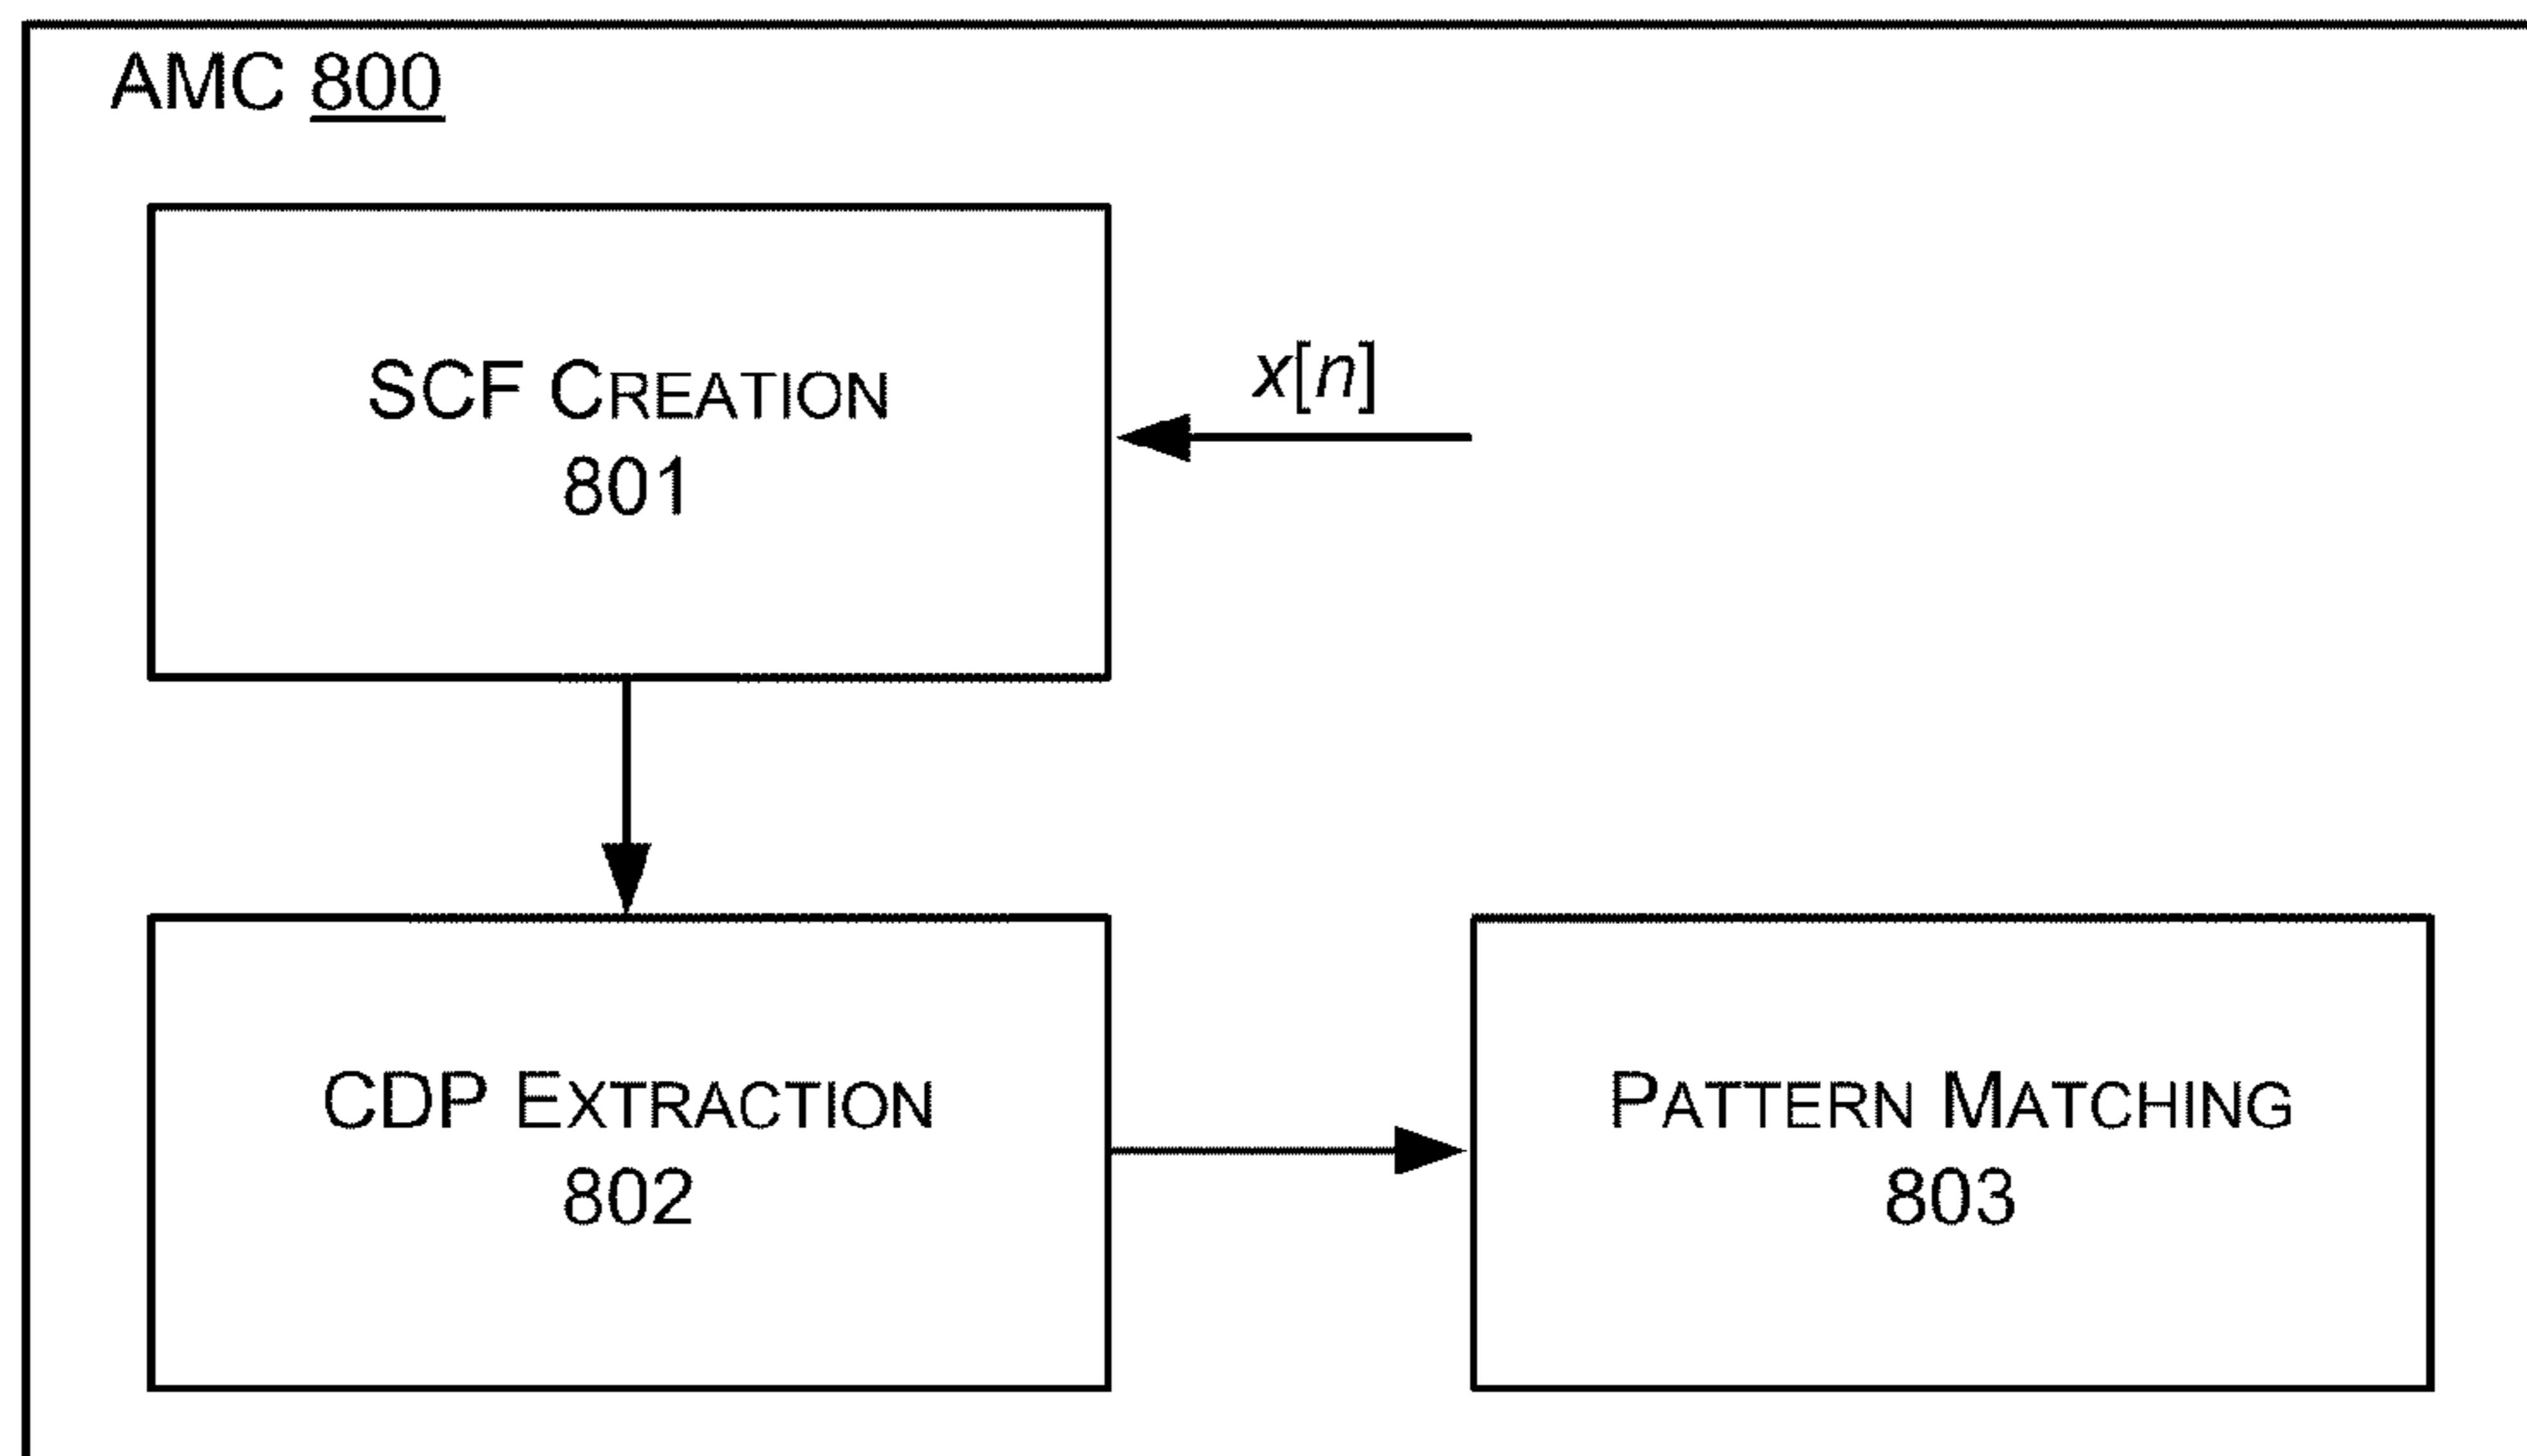 AMC 800
SCF CREATION
801
x[n]
CDP EXTRACTION
802
PATTERN MATCHING
803